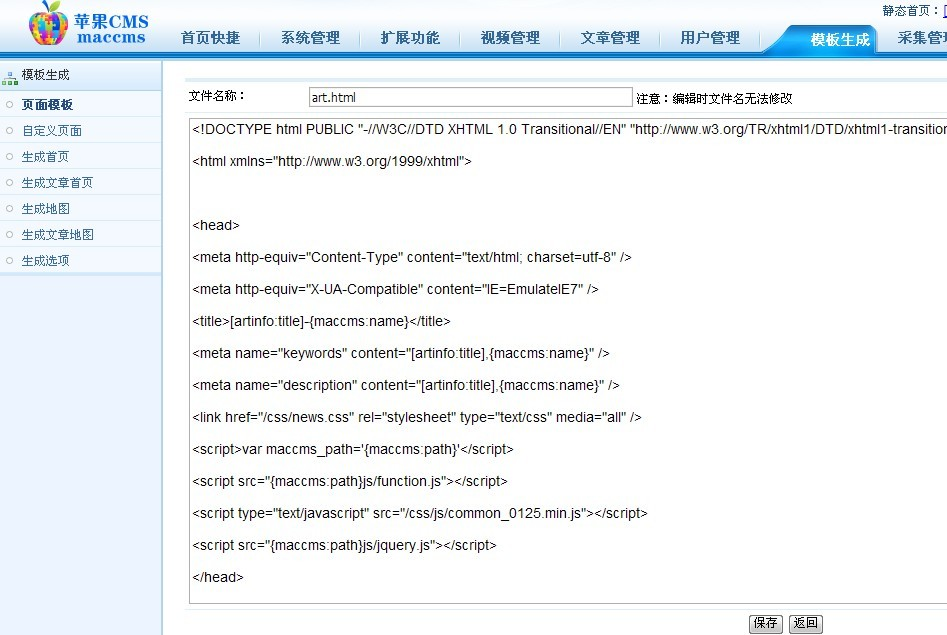 静态首页：
苹果CMS
maccms
首页快捷
系统管理
扩展功能
视频管理
文章管理
用户管理
模板生成
采集管
模板生成
页面模板
自定义页面
生成首页
生成文章首页
生成地图
生成文章地图
生成选项
文件名称：
art.html
注意：编辑时文件名无法修改
<!DOCTYPE html PUBLIC "-//W3C//DTD XHTML 1.0 Transitional//EN" "http://www.w3.org/TR/xhtml1/DTD/xhtml1-transition
<html xmlns="http://www.w3.org/1999/xhtml">
<head>
<meta http-equiv="Content-Type" content="text/html; charset=utf-8" />
<meta http-equiv="X-UA-Compatible" content="IE=EmulateIE7" />
<title>[artinfo:title]-{maccms:name}</title>
<meta name="keywords" content="[artinfo:title],{maccms:name}" />
<meta name="description" content="[artinfo:title],{maccms:name}" />
<link href="/css/news.css" rel="stylesheet" type="text/css" media="all" />
<script>var maccms_path='{maccms:path}'</script>
<script src="{maccms:path}js/function.js"></script>
<script type="text/javascript" src="/css/js/common_0125.min.js"></script>
<script src="{maccms:path}js/jquery.js"></script>
</head>
保存
返回